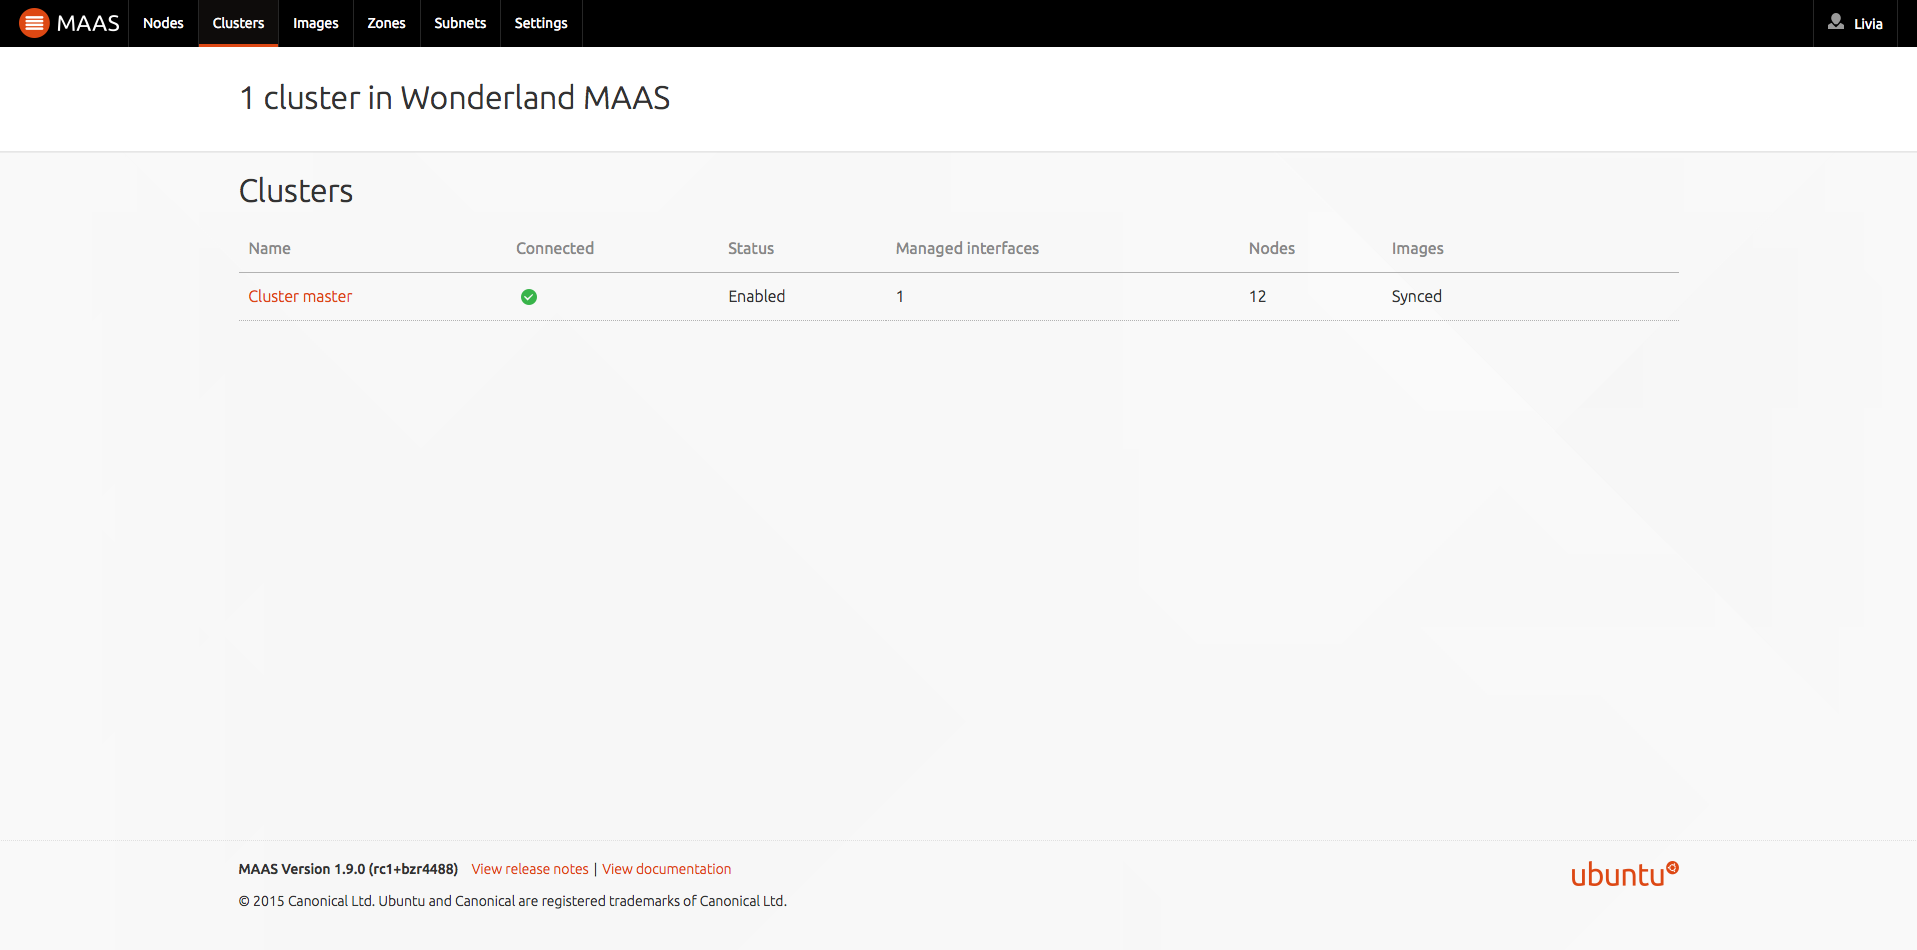 MAAS Nodes Clusters Images Zones Subnets Settings Livia
1 cluster in Wonderland MAAS
Clusters
Name Connected Status Managed interfaces Nodes Images
Cluster master Enabled 1 12 Synced
MAAS Version 1.9.0 (rc1+bzr4488) View release notes | View documentation
ubuntu
© 2015 Canonical Ltd. Ubuntu and Canonical are registered trademarks of Canonical Ltd.